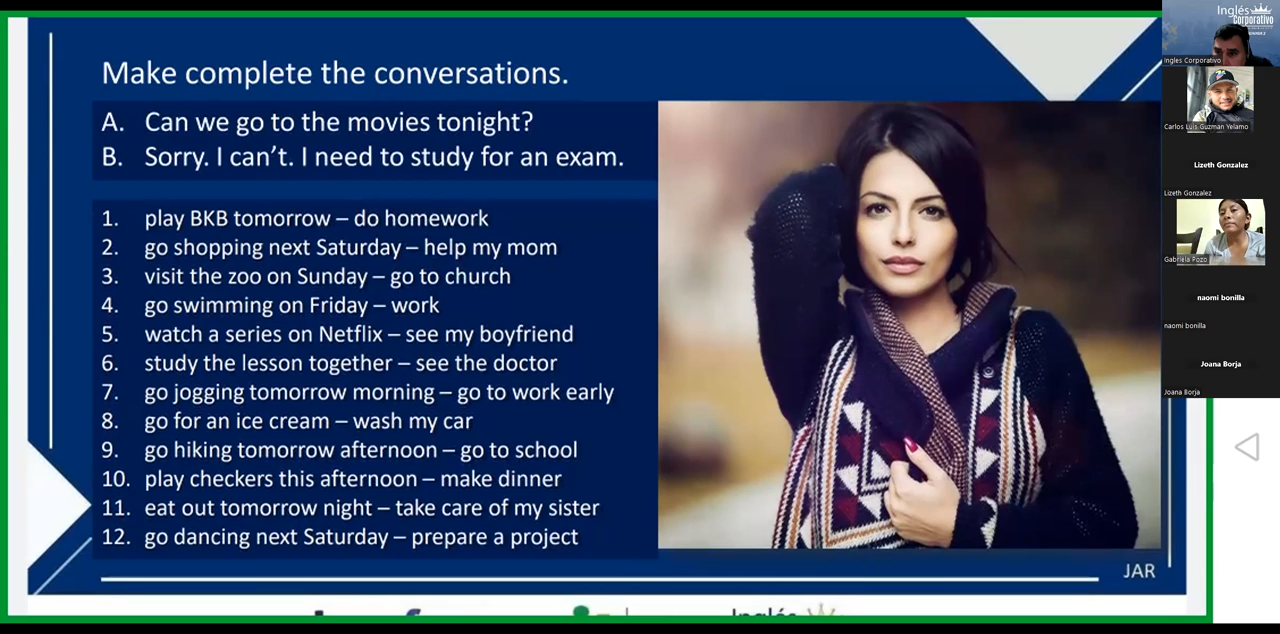 Make complete the conversations.
A. Can we go to the movies tonight?
B. Sorry. I can’t. I need to study for an exam.
1. play BKB tomorrow – do homework
2. go shopping next Saturday – help my mom
3. visit the zoo on Sunday – go to church
4. go swimming on Friday – work
5. watch a series on Netflix – see my boyfriend
6. study the lesson together – see the doctor
7. go jogging tomorrow morning – go to work early
8. go for an ice cream – wash my car
9. go hiking tomorrow afternoon – go to school
10. play checkers this afternoon – make dinner
11. eat out tomorrow night – take care of my sister
12. go dancing next Saturday – prepare a project
JAR
Inglés
Inglés
Corporativo
Ingles Corporativo
Carlos Luis Guzman Yelamo
Lizeth Gonzalez
Lizeth Gonzalez
Gabriela Pozo
naomi bonilla
naomi bonilla
Joana Borja
Joana Borja